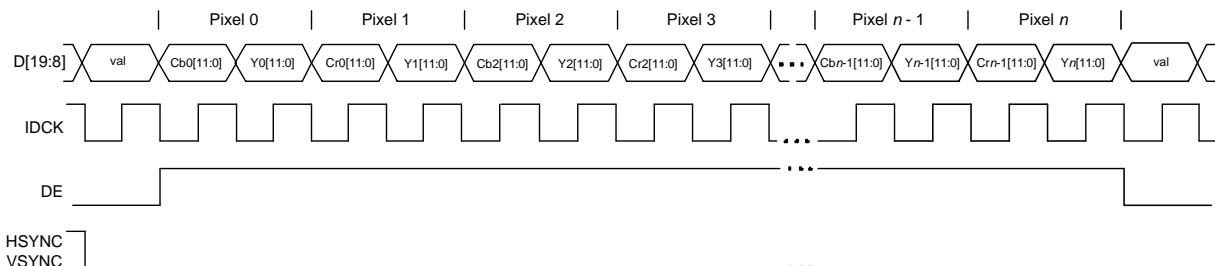 Pixel 0 Pixel 1 Pixel 2 Pixel 3 Pixel n - 1 Pixel n
D[19:8] val Cb0[11:0] Y0[11:0] Cr0[11:0] Y1[11:0] Cb2[11:0] Y2[11:0] Cr2[11:0] Y3[11:0] Cbn-1[11:0] Yn-1[11:0] Crn-1[11:0] Yn[11:0] val
IDCK
DE
HSYNC
VSYNC